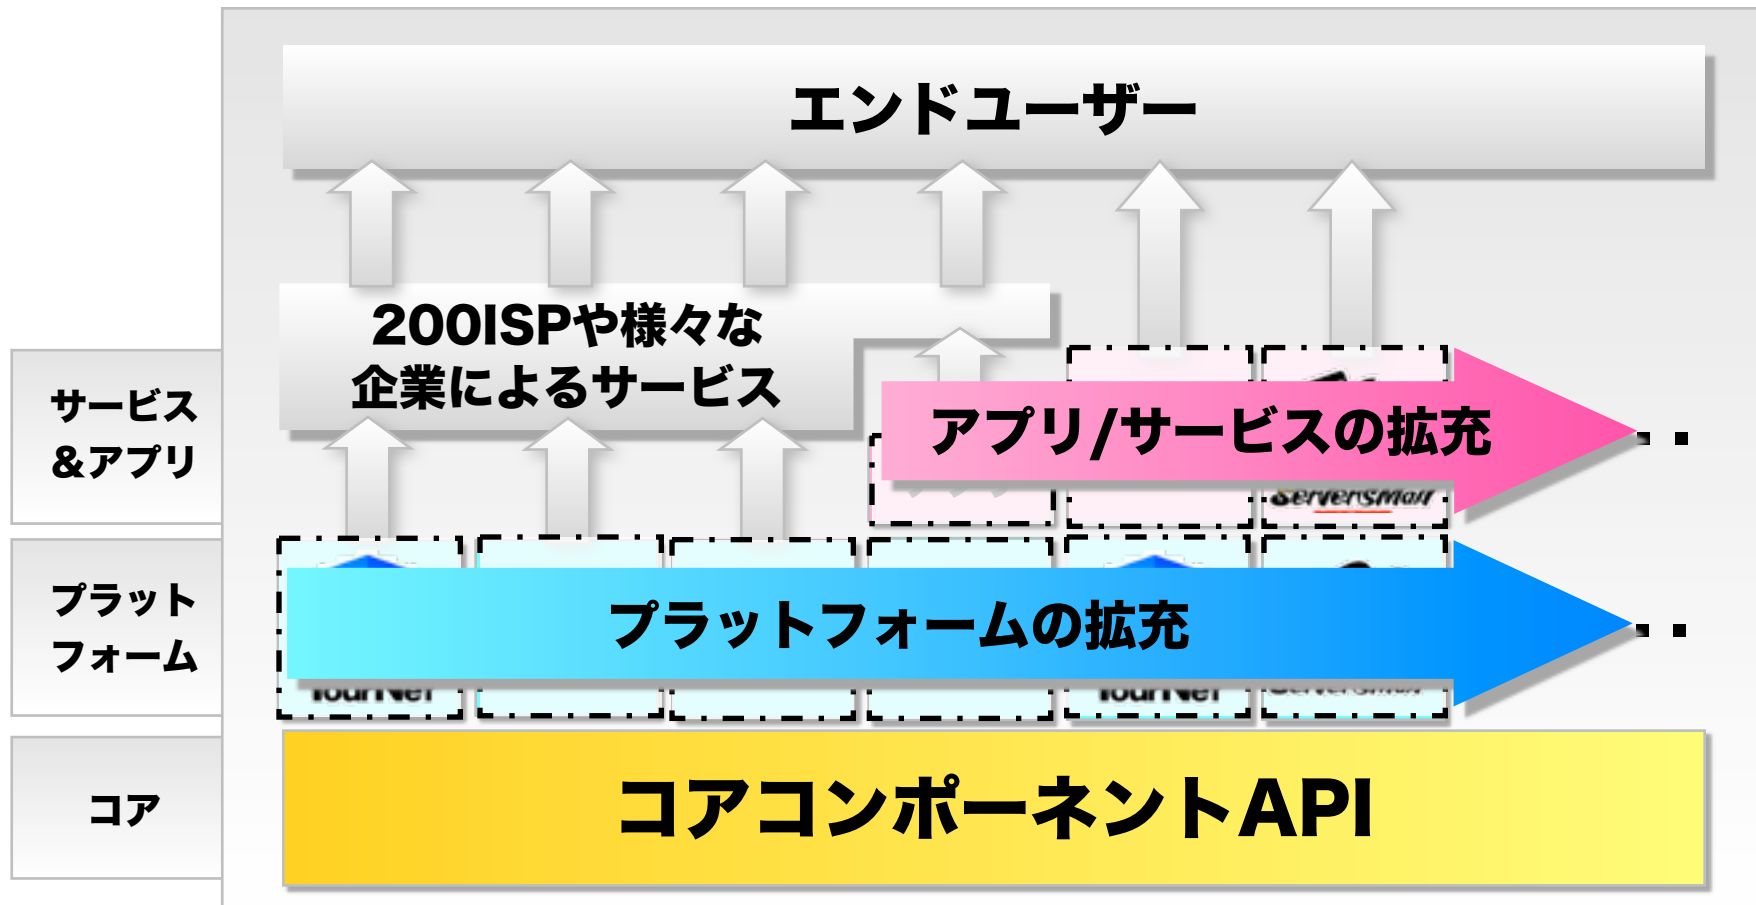 エンドユーザー
200ISPや様々な
企業によるサービス
サービス
&アプリ
アプリ/サービスの拡充
ServersMan
プラット
フォーム
プラットフォームの拡充
YourNet
YourNet
ServersMan
コア
コアコンポーネントAPI